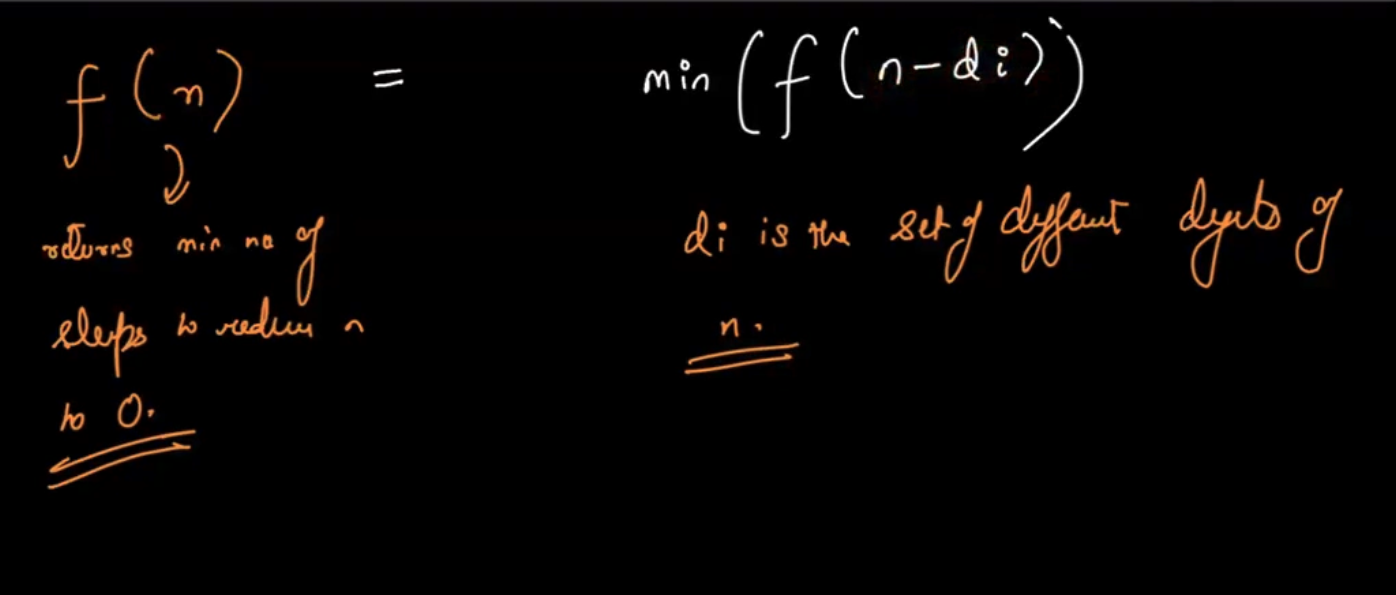 f(n) = min(f(n-di))
returns min no of
steps to reduce n
to 0.
di is the set of different digits of
n.